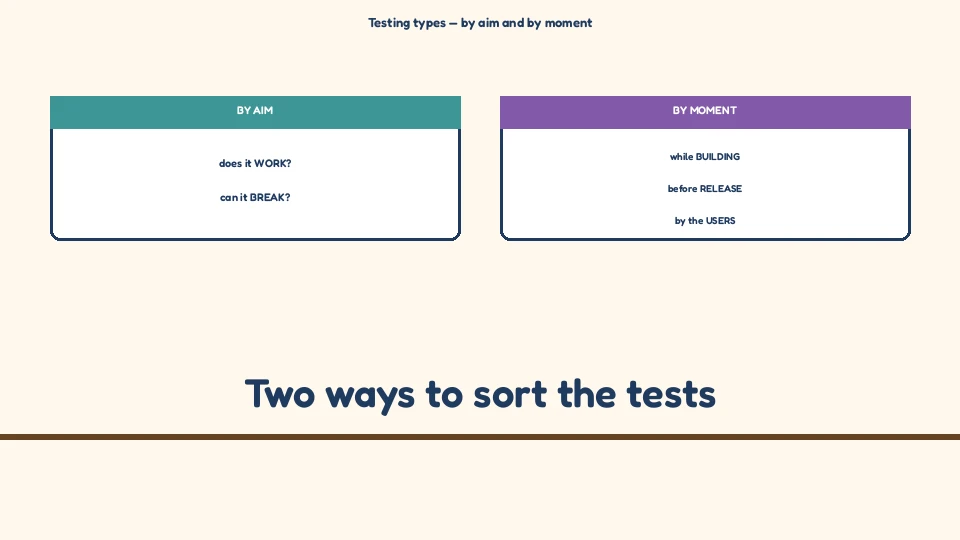 Testing types — by aim and by moment
BY AIM
does it WORK?
can it BREAK?
BY MOMENT
while BUILDING
before RELEASE
by the USERS
Two ways to sort the tests